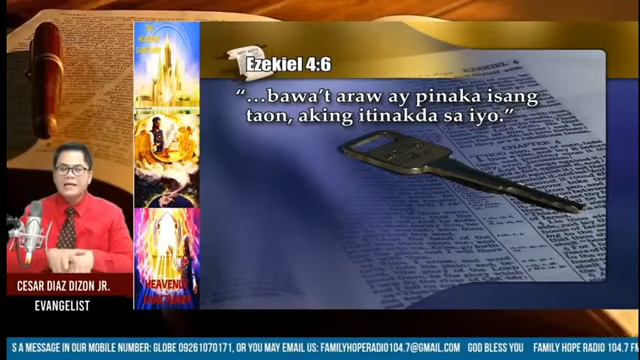 Ezekiel 4:6
“...bawa’t araw ay pinaka isang
taon, aking itinakda sa iyo.”
CESAR DIAZ DIZON JR.
EVANGELIST
HEAVENLY
SANCTUARY
S A MESSAGE IN OUR MOBILE NUMBER: GLOBE 09261070171, OR YOU MAY EMAIL US: FAMILYHOPERADIO104.7@GMAIL.COM GOD BLESS YOU FAMILY HOPE RADIO 104.7 FM